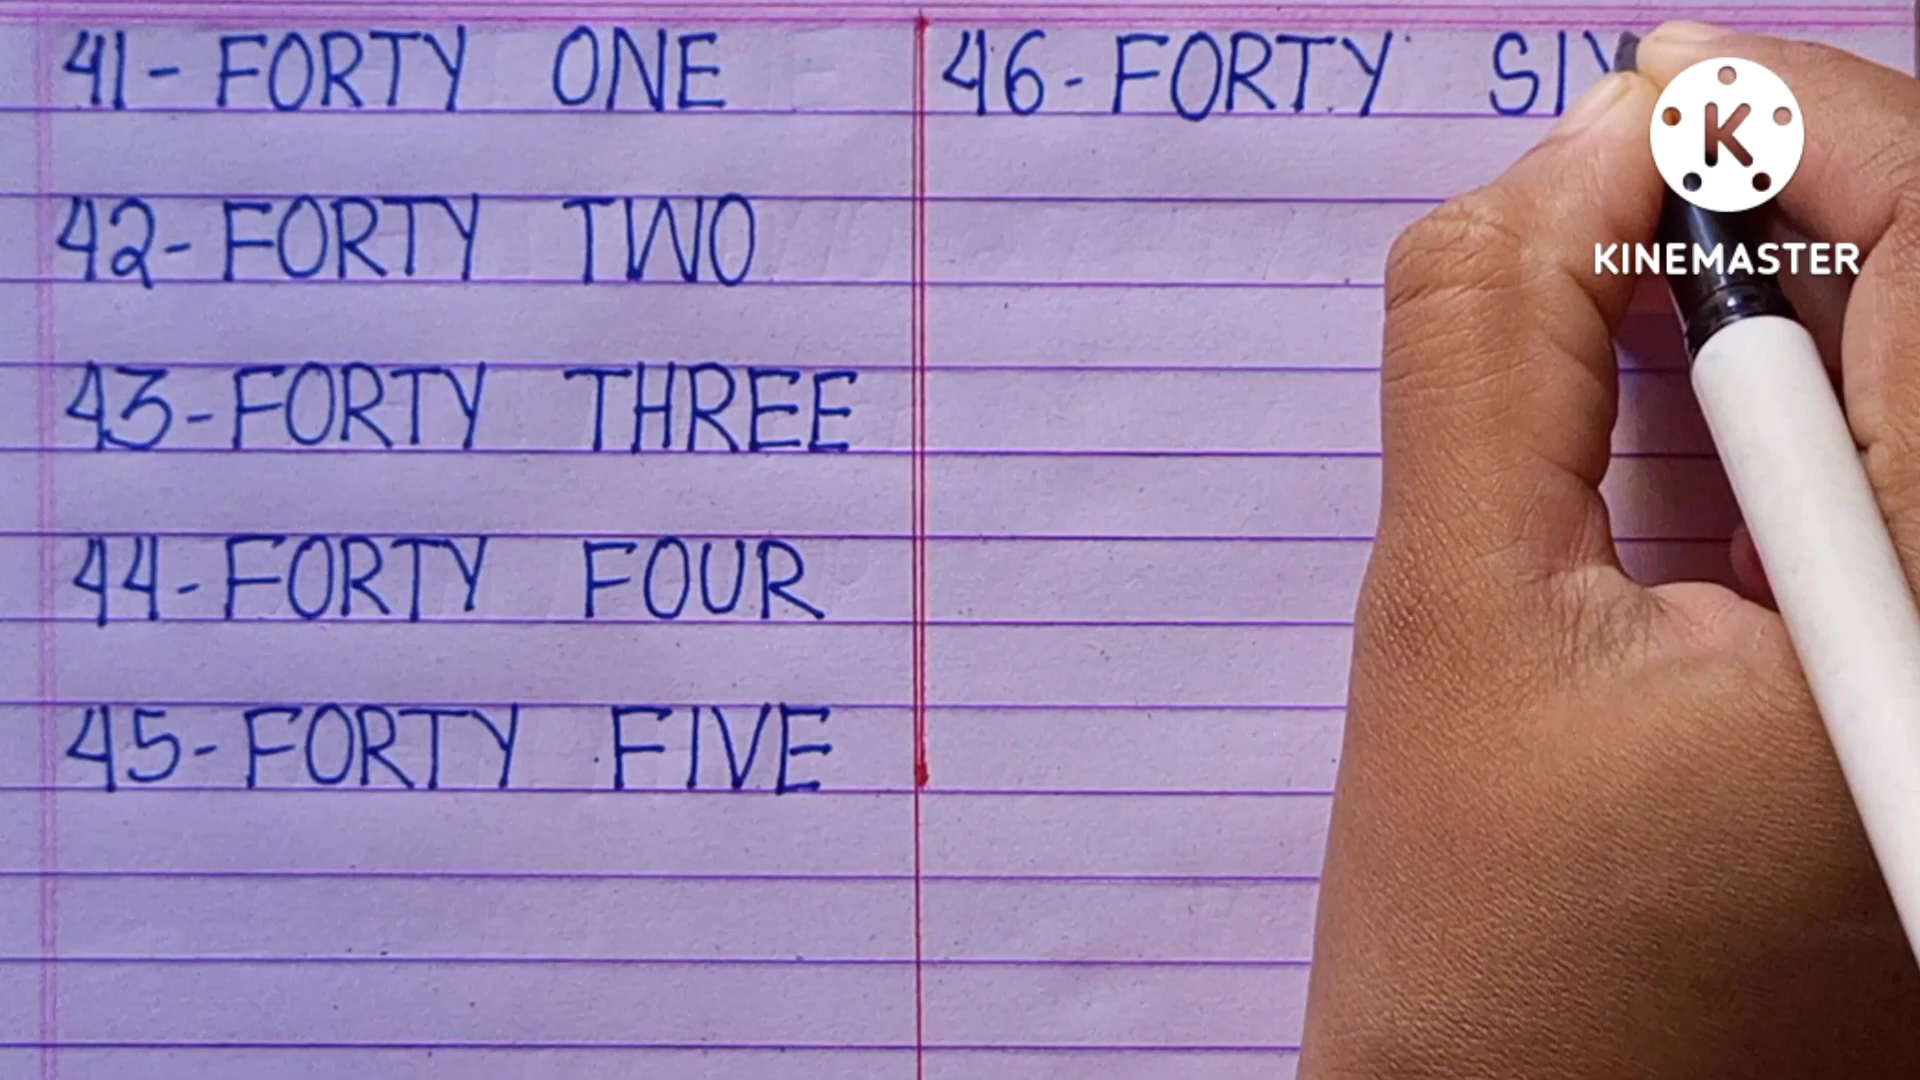 41- FORTY ONE
42- FORTY TWO
43- FORTY THREE
44- FORTY FOUR
45- FORTY FIVE
46- FORTY
K
KINEMASTER